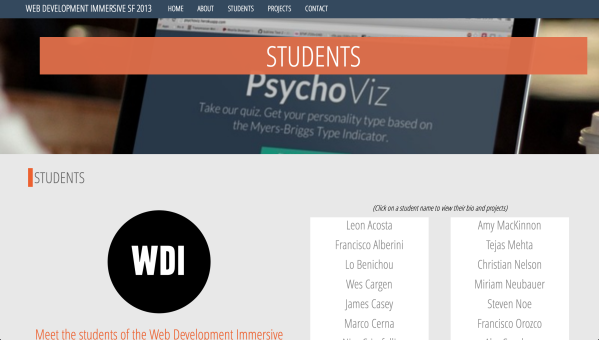 WEB DEVELOPMENT IMMERSIVE SF 2013 HOME ABOUT STUDENTS PROJECTS CONTACT
STUDENTS
PsychoViz
Take our quiz. Get your personality type based on
the Myers-Briggs Type Indicator.
STUDENTS
(Click on a student name to view their bio and projects)
WDI
Meet the students of the Web Development Immersive
Leon Acosta
Francisco Alberini
Lo Benichou
Wes Cargen
James Casey
Marco Cerna
Amy MacKinnon
Tejas Mehta
Christian Nelson
Miriam Neubauer
Steven Noe
Francisco Orozco